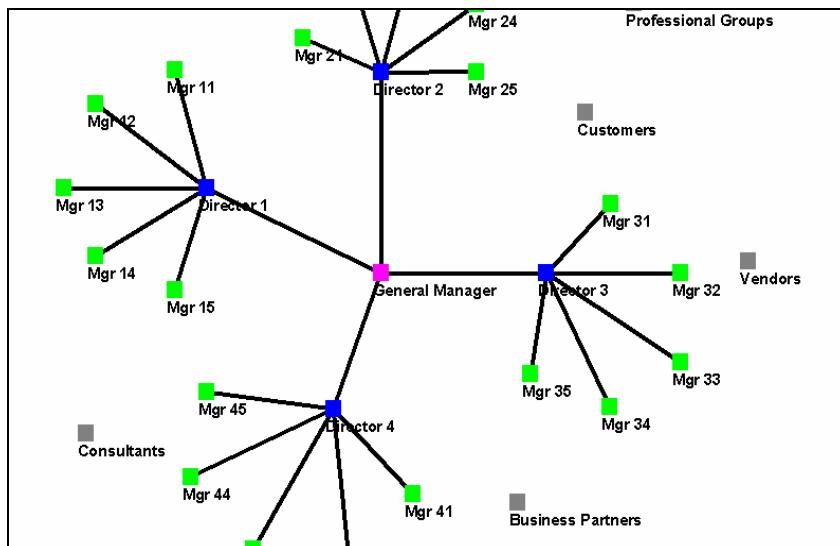 Mgr 24
Professional Groups
Mgr 21
Mgr 11
Director 2
Mgr 25
Mgr 12
Customers
Mgr 13
Director 1
Mgr 31
Mgr 14
Vendors
Mgr 15
General Manager
Director 3
Mgr 32
Mgr 33
Mgr 35
Mgr 45
Mgr 34
Director 4
Consultants
Mgr 44
Mgr 41
Business Partners